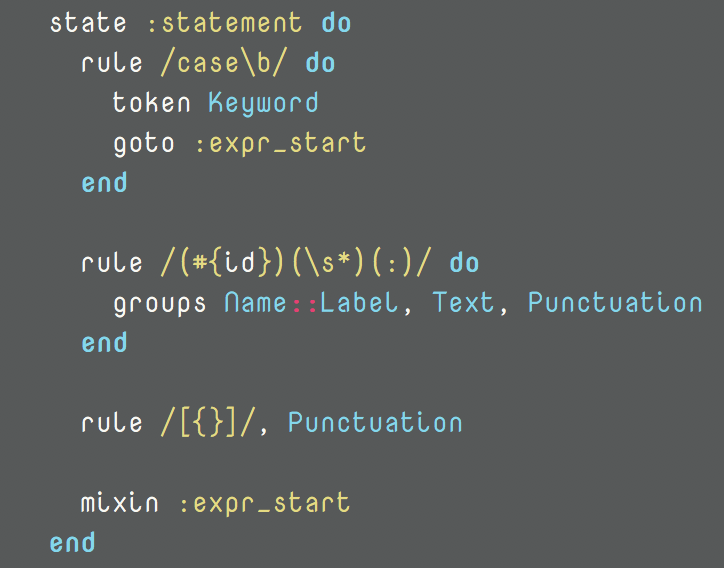 state :statement do
  rule /case\b/ do
    token Keyword
    goto :expr_start
  end

  rule /(#{id})(\s*)(:)/ do
    groups Name::Label, Text, Punctuation
  end

  rule /[{}]/, Punctuation

  mixin :expr_start
end